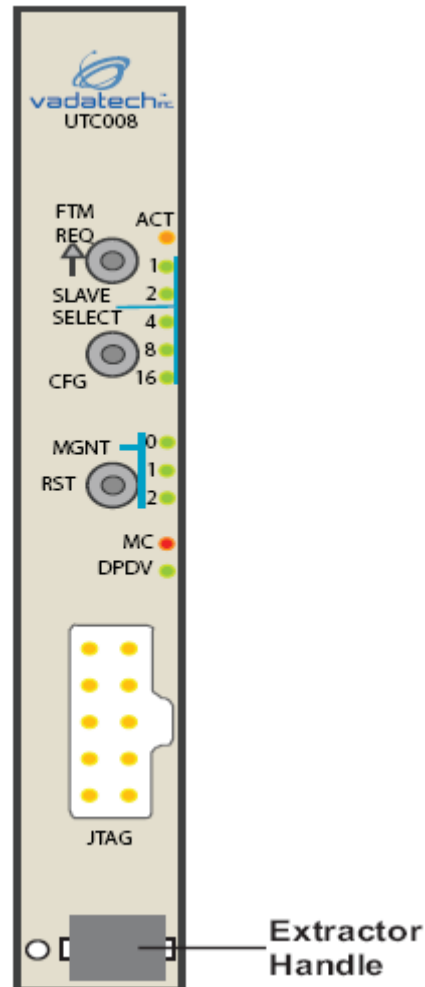 vadatech inc.
UTC008
FTM
REQ
ACT
1
SLAVE
SELECT
2
4
8
CFG
16
MGNT
0
1
RST
2
MC
DPDV
JTAG
Extractor
Handle